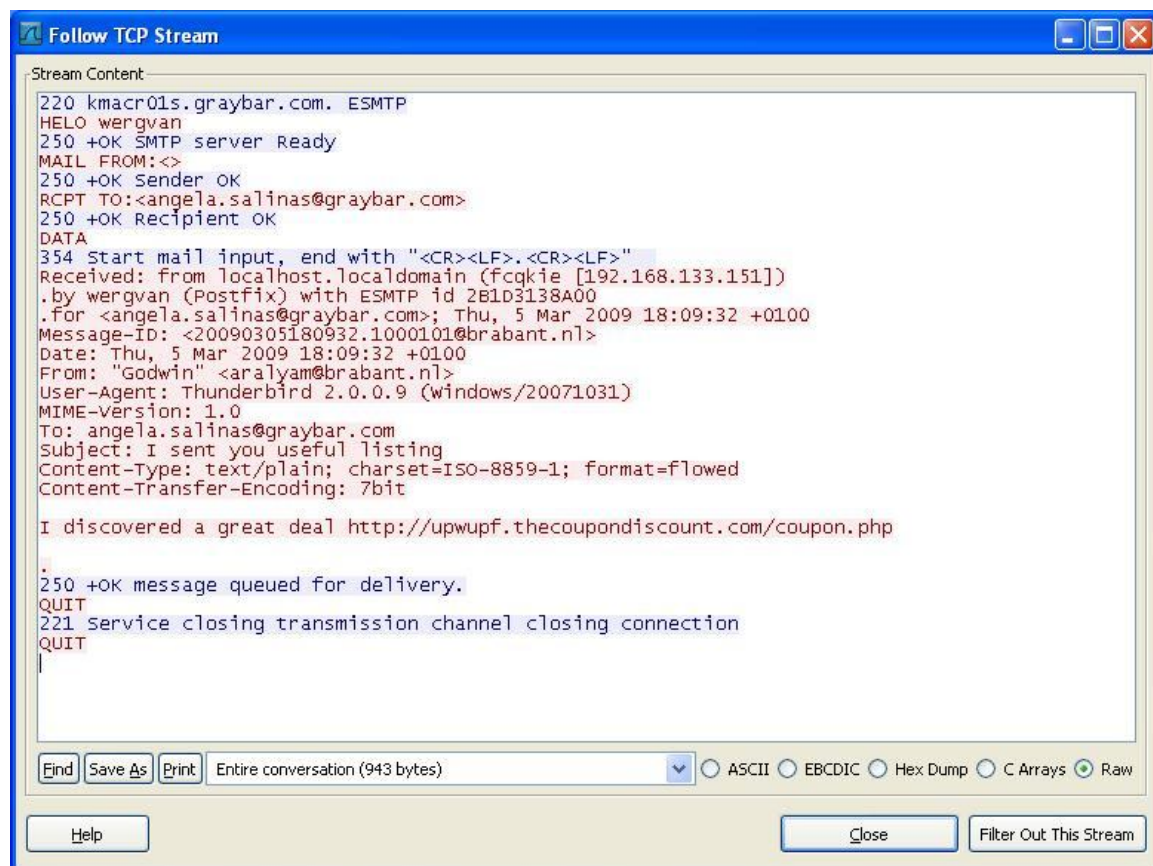 Follow TCP Stream
Stream Content
220 kmacr01s.graybar.com. ESMTP
HELO wergvan
250 +OK SMTP server Ready
MAIL FROM:<>
250 +OK Sender OK
RCPT TO:<angela.salinas@graybar.com>
250 +OK Recipient OK
DATA
354 Start mail input, end with "<CR><LF>.<CR><LF>"
Received: from localhost.localdomain (fcqkie [192.168.133.151])
.by wergvan (Postfix) with ESMTP id 2B1D3138A00
.for <angela.salinas@graybar.com>; Thu, 5 Mar 2009 18:09:32 +0100
Message-ID: <20090305180932.1000101@brabant.nl>
Date: Thu, 5 Mar 2009 18:09:32 +0100
From: "Godwin" <aralyam@brabant.nl>
User-Agent: Thunderbird 2.0.0.9 (Windows/20071031)
MIME-Version: 1.0
To: angela.salinas@graybar.com
Subject: I sent you useful listing
Content-Type: text/plain; charset=ISO-8859-1; format=flowed
Content-Transfer-Encoding: 7bit
I discovered a great deal http://upwupf.thecoupondiscount.com/coupon.php
.
250 +OK message queued for delivery.
QUIT
221 Service closing transmission channel closing connection
QUIT
Find Save As Print Entire conversation (943 bytes) ASCII EBCDIC Hex Dump C Arrays Raw
Help Close Filter Out This Stream